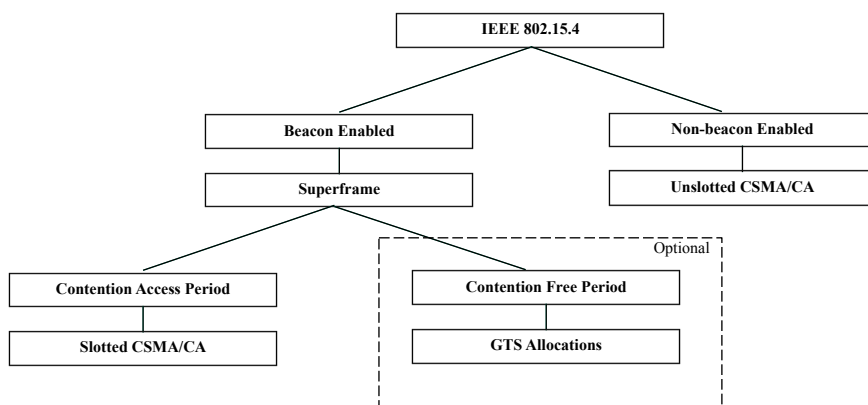 IEEE 802.15.4
Beacon Enabled
Non-beacon Enabled
Superframe
Unslotted CSMA/CA
Optional
Contention Access Period
Contention Free Period
Slotted CSMA/CA
GTS Allocations